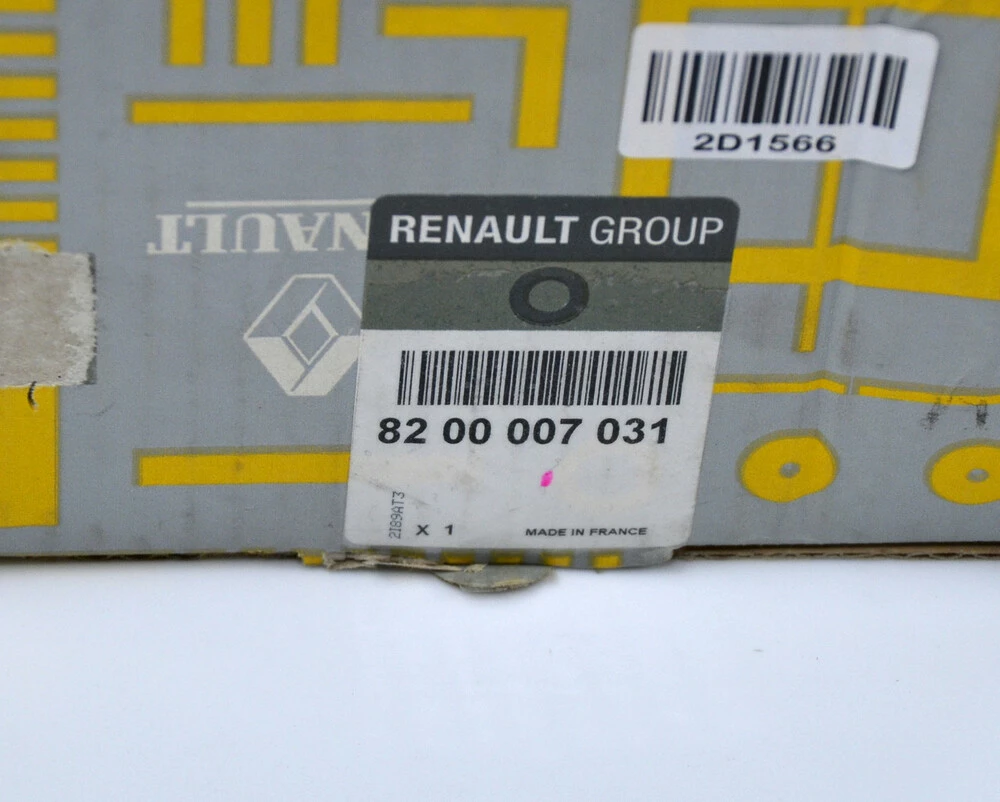 2D1566
RENAULT GROUP
NAULT
82 00 007 031
2I89AT3
X 1
MADE IN FRANCE